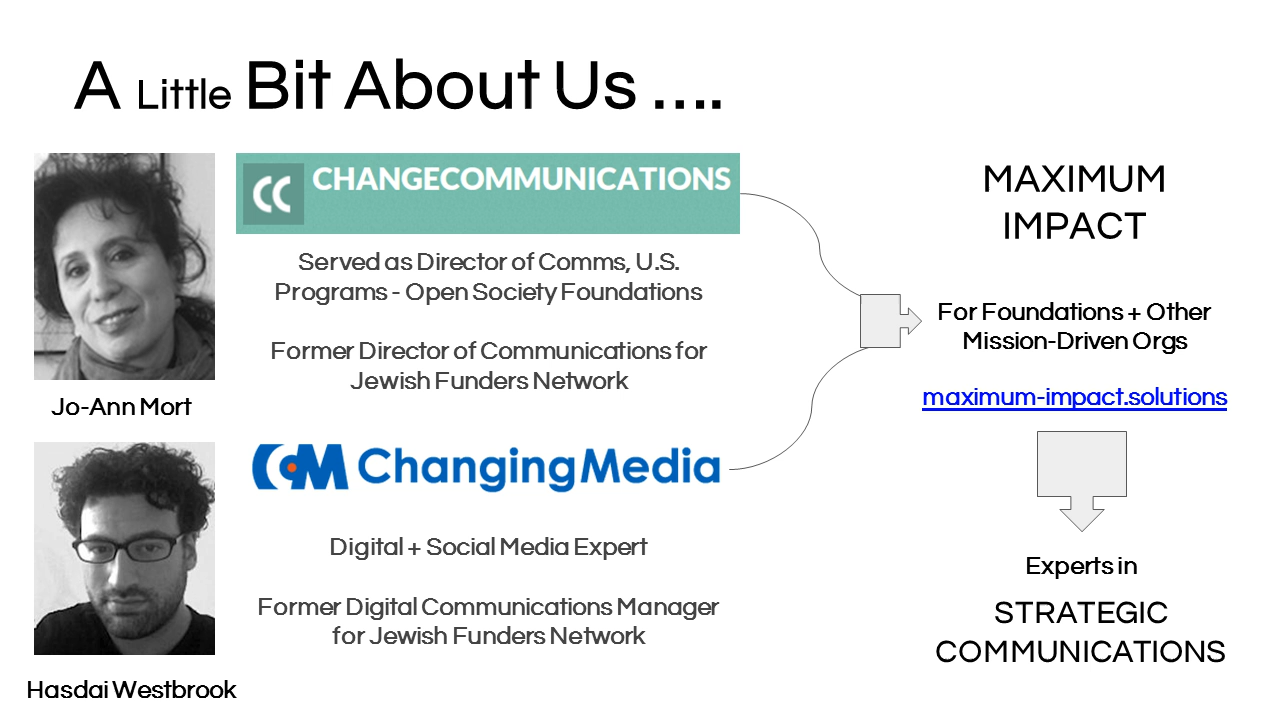 A Little Bit About Us ....
CC CHANGECOMMUNICATIONS
Served as Director of Comms, U.S.
Programs - Open Society Foundations
Former Director of Communications for
Jewish Funders Network
Jo-Ann Mort
CM ChangingMedia
Digital + Social Media Expert
Former Digital Communications Manager
for Jewish Funders Network
Hasdai Westbrook
MAXIMUM
IMPACT
For Foundations + Other
Mission-Driven Orgs
maximum-impact.solutions
Experts in
STRATEGIC
COMMUNICATIONS